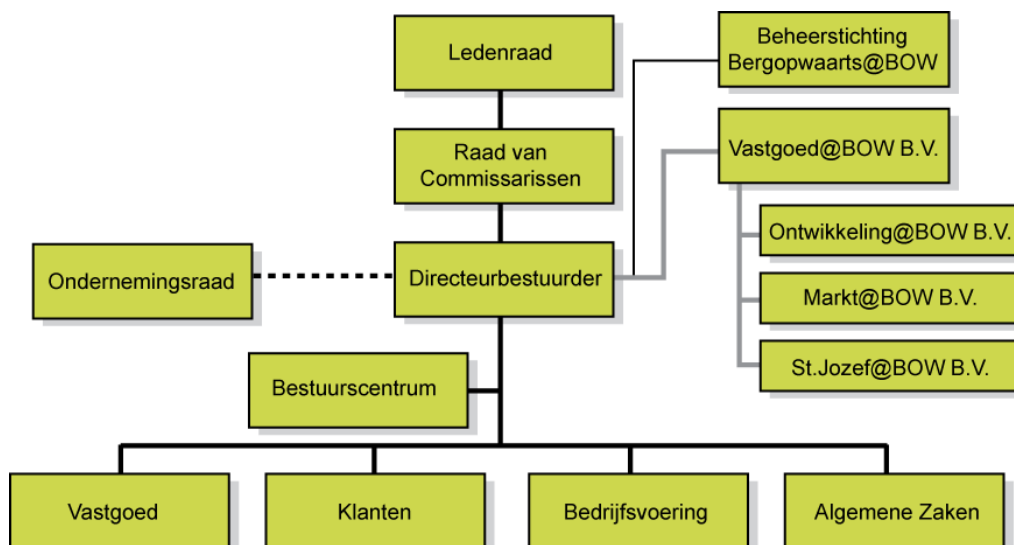 Ledenraad
Beheerstichting
Bergopwaarts@BOW
Raad van
Commissarissen
Vastgoed@BOW B.V.
Ontwikkeling@BOW B.V.
Ondernemingsraad
Directeurbestuurder
Markt@BOW B.V.
St.Jozef@BOW B.V.
Bestuurscentrum
Vastgoed
Klanten
Bedrijfsvoering
Algemene Zaken